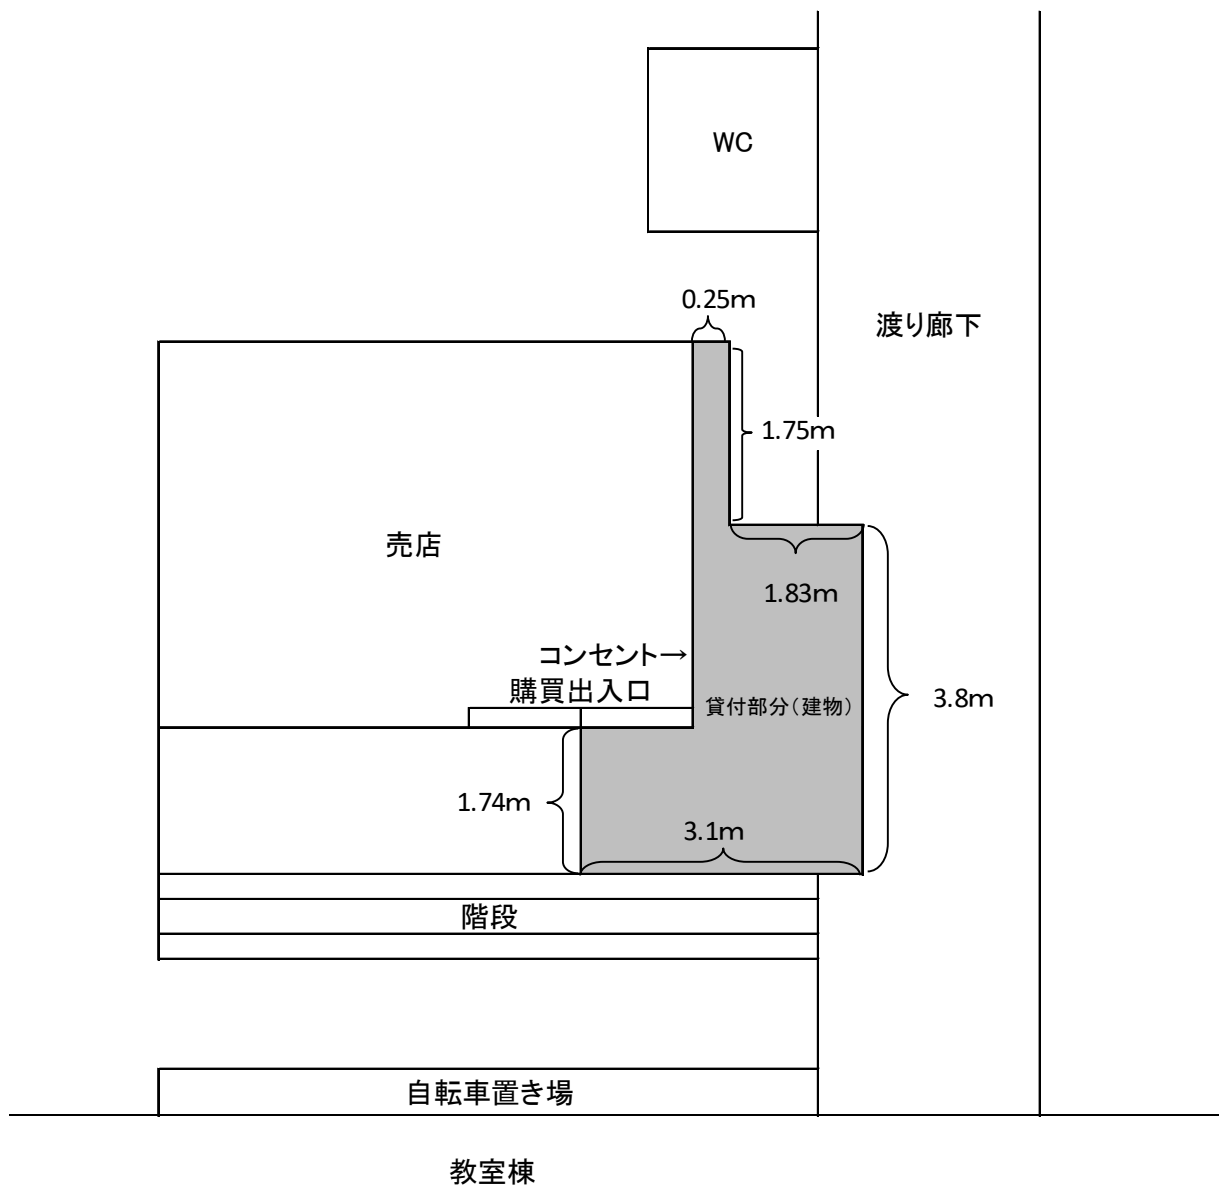 WC
0.25m
渡り廊下
1.75m
売店
1.83m
コンセント→
購買出入口
貸付部分(建物)
3.8m
1.74m
3.1m
階段
自転車置き場
教室棟